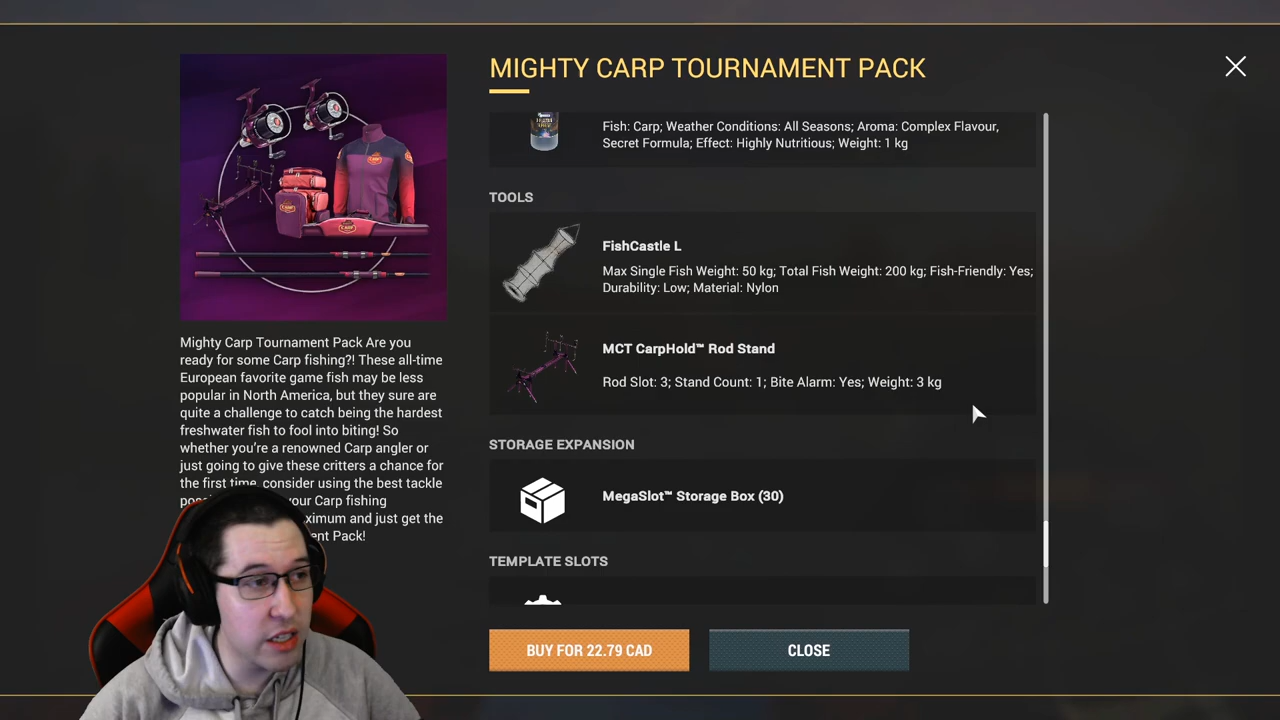 MIGHTY CARP TOURNAMENT PACK
Fish: Carp; Weather Conditions: All Seasons; Aroma: Complex Flavour,
Secret Formula; Effect: Highly Nutritious; Weight: 1 kg
TOOLS
FishCastle L
Max Single Fish Weight: 50 kg; Total Fish Weight: 200 kg; Fish-Friendly: Yes;
Durability: Low; Material: Nylon
MCT CarpHold™ Rod Stand
Rod Slot: 3; Stand Count: 1; Bite Alarm: Yes; Weight: 3 kg
STORAGE EXPANSION
MegaSlot™ Storage Box (30)
TEMPLATE SLOTS
Mighty Carp Tournament Pack Are you
ready for some Carp fishing?! These all-time
European favorite game fish may be less
popular in North America, but they sure are
quite a challenge to catch being the hardest
freshwater fish to fool into biting! So
whether you're a renowned Carp angler or
just going to give these critters a chance for
the first time, consider using the best tackle
your Carp fishing
and just get the
Pack!
BUY FOR 22.79 CAD
CLOSE